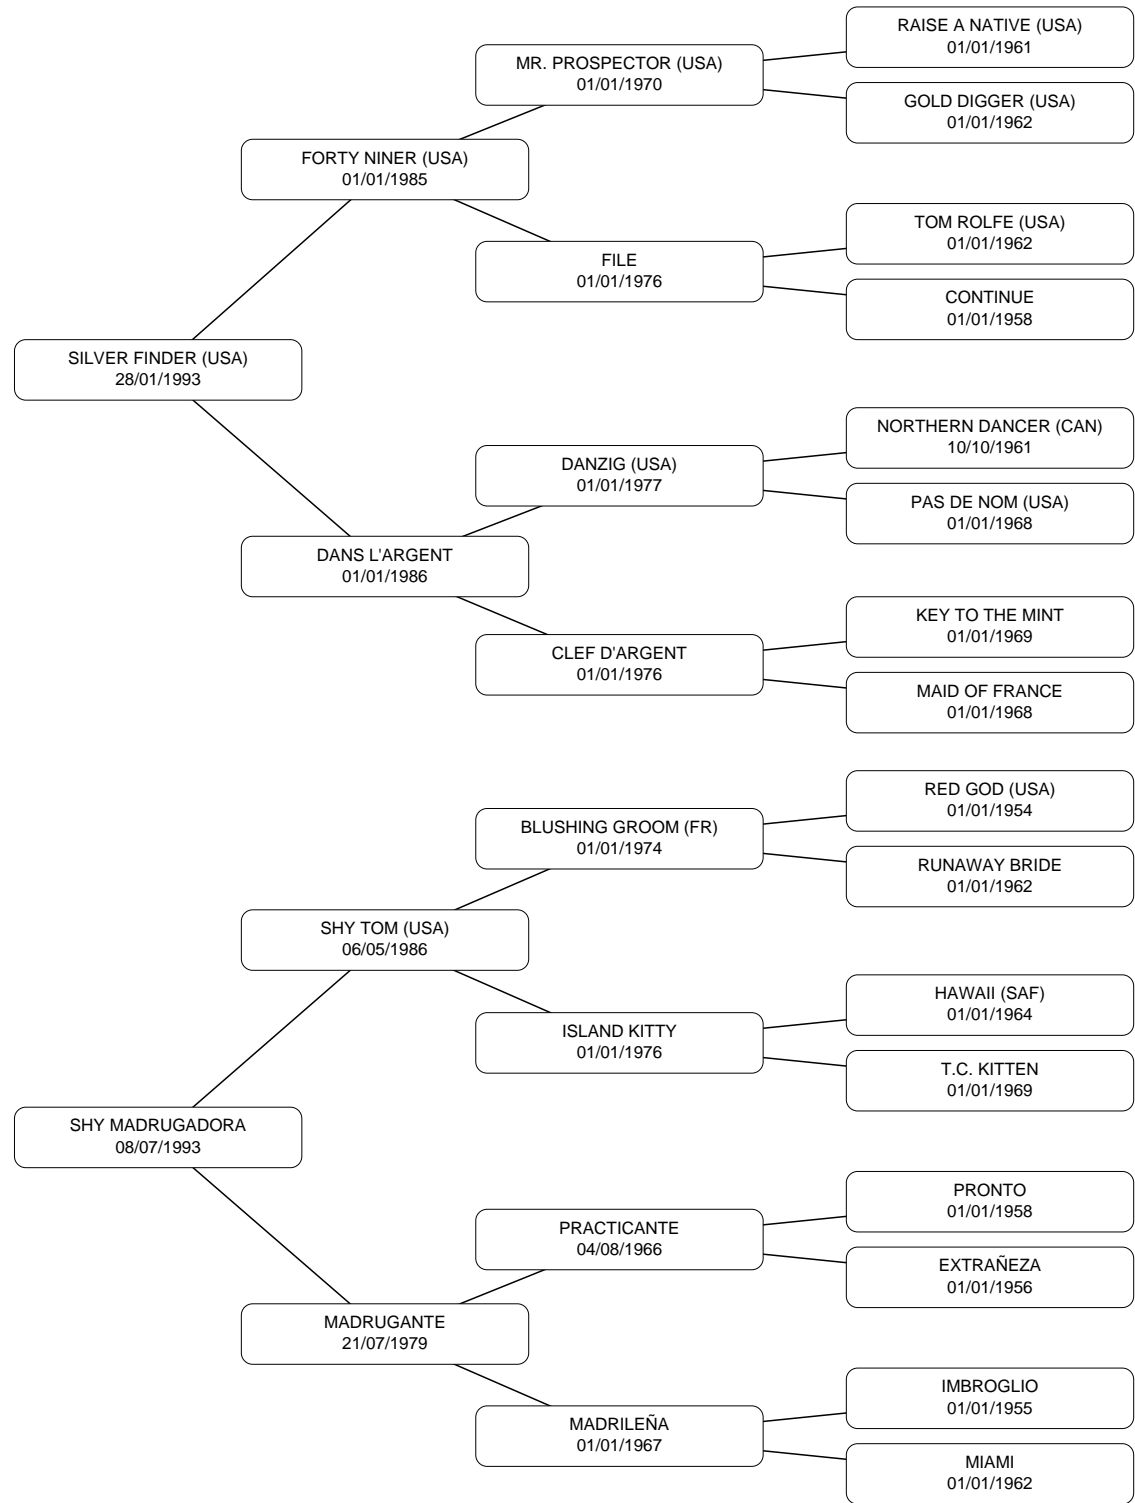 RAISE A NATIVE (USA)
01/01/1961
MR. PROSPECTOR (USA)
01/01/1970
GOLD DIGGER (USA)
01/01/1962
FORTY NINER (USA)
01/01/1985
TOM ROLFE (USA)
01/01/1962
FILE
01/01/1976
CONTINUE
01/01/1958
SILVER FINDER (USA)
28/01/1993
NORTHERN DANCER (CAN)
10/10/1961
DANZIG (USA)
01/01/1977
PAS DE NOM (USA)
01/01/1968
DANS L'ARGENT
01/01/1986
KEY TO THE MINT
01/01/1969
CLEF D'ARGENT
01/01/1976
MAID OF FRANCE
01/01/1968
RED GOD (USA)
01/01/1954
BLUSHING GROOM (FR)
01/01/1974
RUNAWAY BRIDE
01/01/1962
SHY TOM (USA)
06/05/1986
HAWAII (SAF)
01/01/1964
ISLAND KITTY
01/01/1976
T.C. KITTEN
01/01/1969
SHY MADRUGADORA
08/07/1993
PRONTO
01/01/1958
PRACTICANTE
04/08/1966
EXTRAÑEZA
01/01/1956
MADRUGANTE
21/07/1979
IMBROGLIO
01/01/1955
MADRILEÑA
01/01/1967
MIAMI
01/01/1962